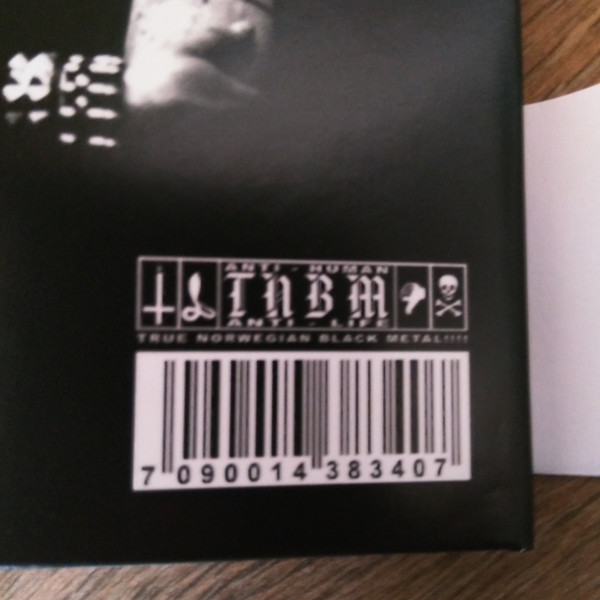 ANTI - HUMAN
TNBM
ANTI - LIFE
TRUE NORWEGIAN BLACK METAL!!!!
7 090014 383407